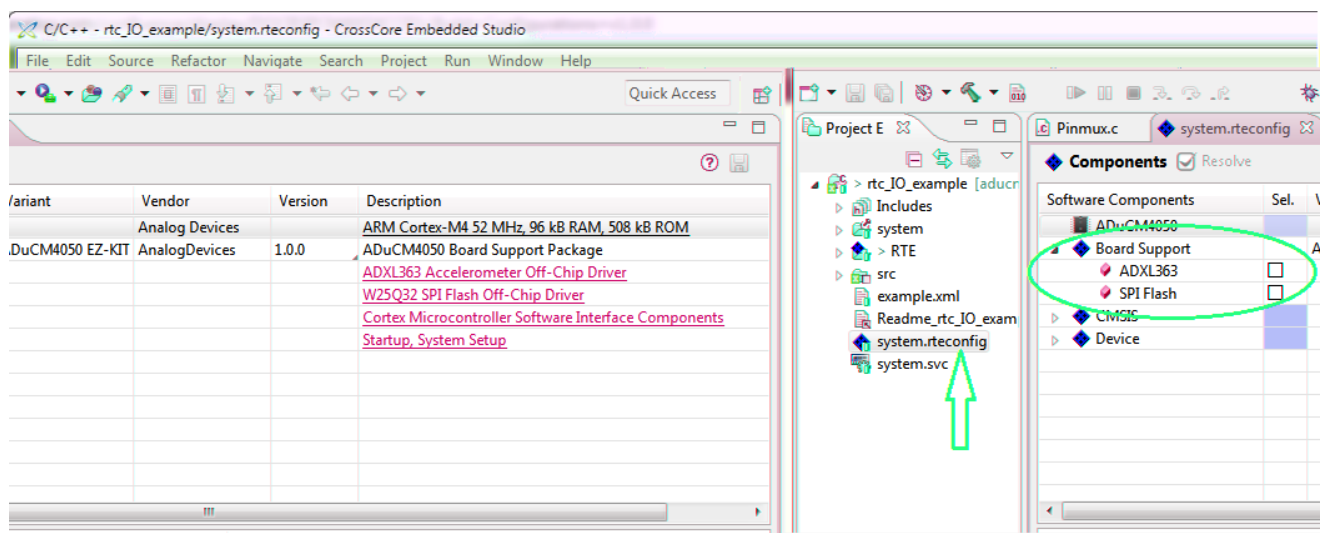 C/C++ - rtc_IO_example/system.rteconfig - CrossCore Embedded Studio
File Edit Source Refactor Navigate Search Project Run Window Help
Quick Access
Variant Vendor Version Description
Analog Devices ARM Cortex-M4 52 MHz, 96 kB RAM, 508 kB ROM
ADuCM4050 EZ-KIT AnalogDevices 1.0.0 ADuCM4050 Board Support Package
ADXL363 Accelerometer Off-Chip Driver
W25Q32 SPI Flash Off-Chip Driver
Cortex Microcontroller Software Interface Components
Startup, System Setup
Project E
> rtc_IO_example [aducr
Includes
system
> RTE
src
example.xml
Readme_rtc_IO_exam
system.rteconfig
system.svc
Pinmux.c system.rteconfig
Components Resolve
Software Components Sel. V
ADuCM4050
Board Support A
ADXL363
SPI Flash
CMSIS
Device